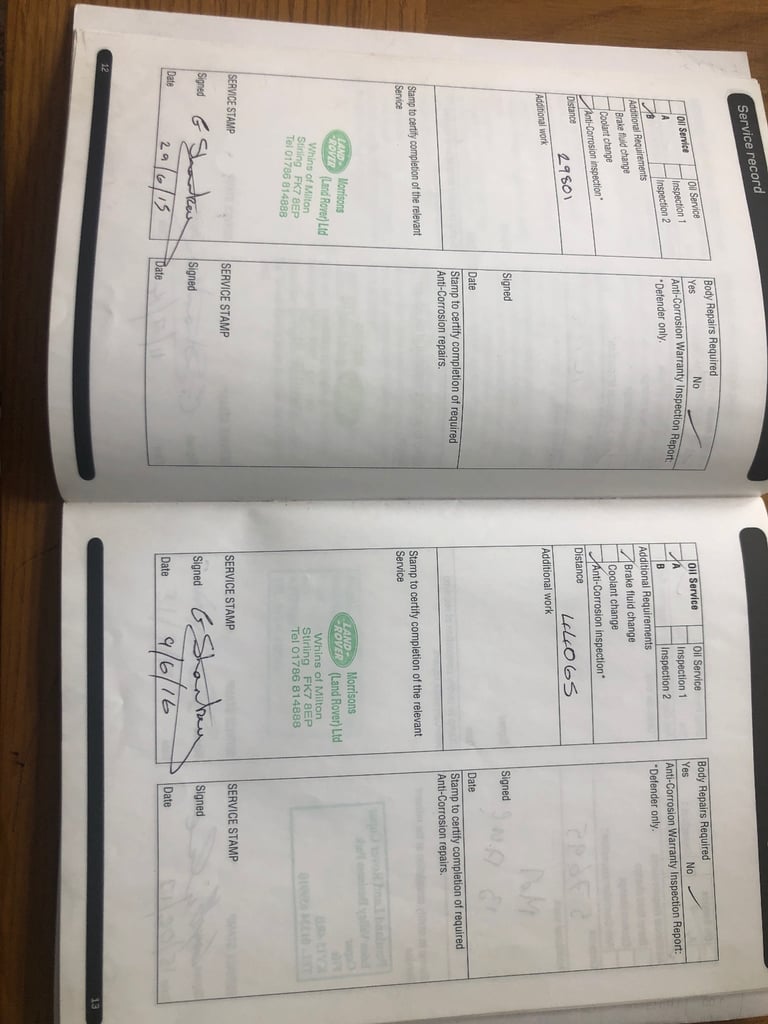 Service record
Oil Service
Oil Service
A
Inspection 1
B
Inspection 2
Additional Requirements
Brake fluid change
Coolant change
Anti-Corrosion inspection*
Distance
29801
Additional work
Stamp to certify completion of the relevant
Service
LAND-
-ROVER
Morrisons
(Land Rover) Ltd
Whins of Milton
Stirling FK7 8EP
Tel 01786 814888
SERVICE STAMP
Signed
Date 29/6/15
Body Repairs Required
Yes
No
Anti-Corrosion Warranty Inspection Report:
*Defender only.
Signed
Date
Stamp to certify completion of required
Anti-Corrosion repairs.
SERVICE STAMP
Signed
Date
12
Oil Service
Oil Service
A
Inspection 1
B
Inspection 2
Additional Requirements
Brake fluid change
Coolant change
Anti-Corrosion inspection*
Distance
44065
Additional work
Stamp to certify completion of the relevant
Service
LAND-
-ROVER
Morrisons
(Land Rover) Ltd
Whins of Milton
Stirling FK7 8EP
Tel 01786 814888
SERVICE STAMP
Signed
Date 9/6/16
Body Repairs Required
Yes
No
Anti-Corrosion Warranty Inspection Report:
*Defender only.
Signed
Date
Stamp to certify completion of required
Anti-Corrosion repairs.
SERVICE STAMP
Signed
Date
13